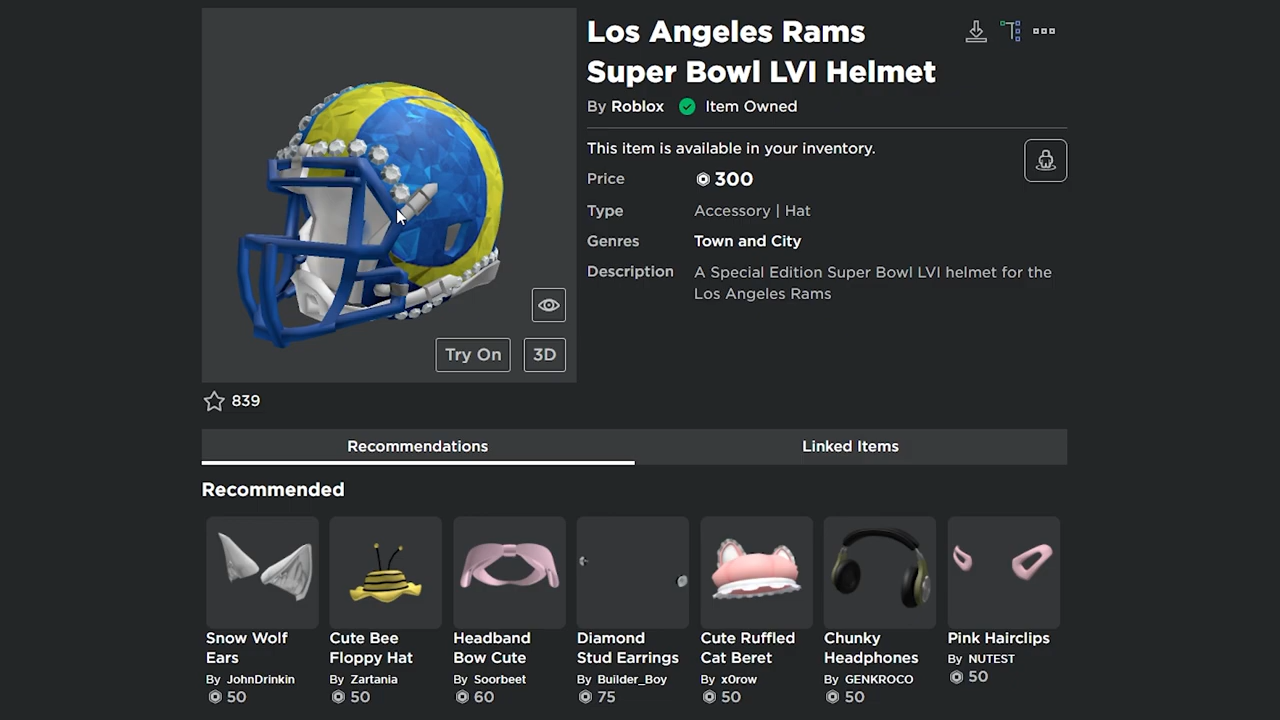 Los Angeles Rams
Super Bowl LVI Helmet
By Roblox Item Owned
This item is available in your inventory.
Price 300
Type Accessory | Hat
Genres Town and City
Description A Special Edition Super Bowl LVI helmet for the
Los Angeles Rams
Try On 3D
839
Recommendations Linked Items
Recommended
Snow Wolf
Ears
By JohnDrinkin
50
Cute Bee
Floppy Hat
By Zartania
50
Headband
Bow Cute
By Soorbeet
60
Diamond
Stud Earrings
By Builder_Boy
75
Cute Ruffled
Cat Beret
By x0row
50
Chunky
Headphones
By GENKROCO
50
Pink Hairclips
By NUTEST
50